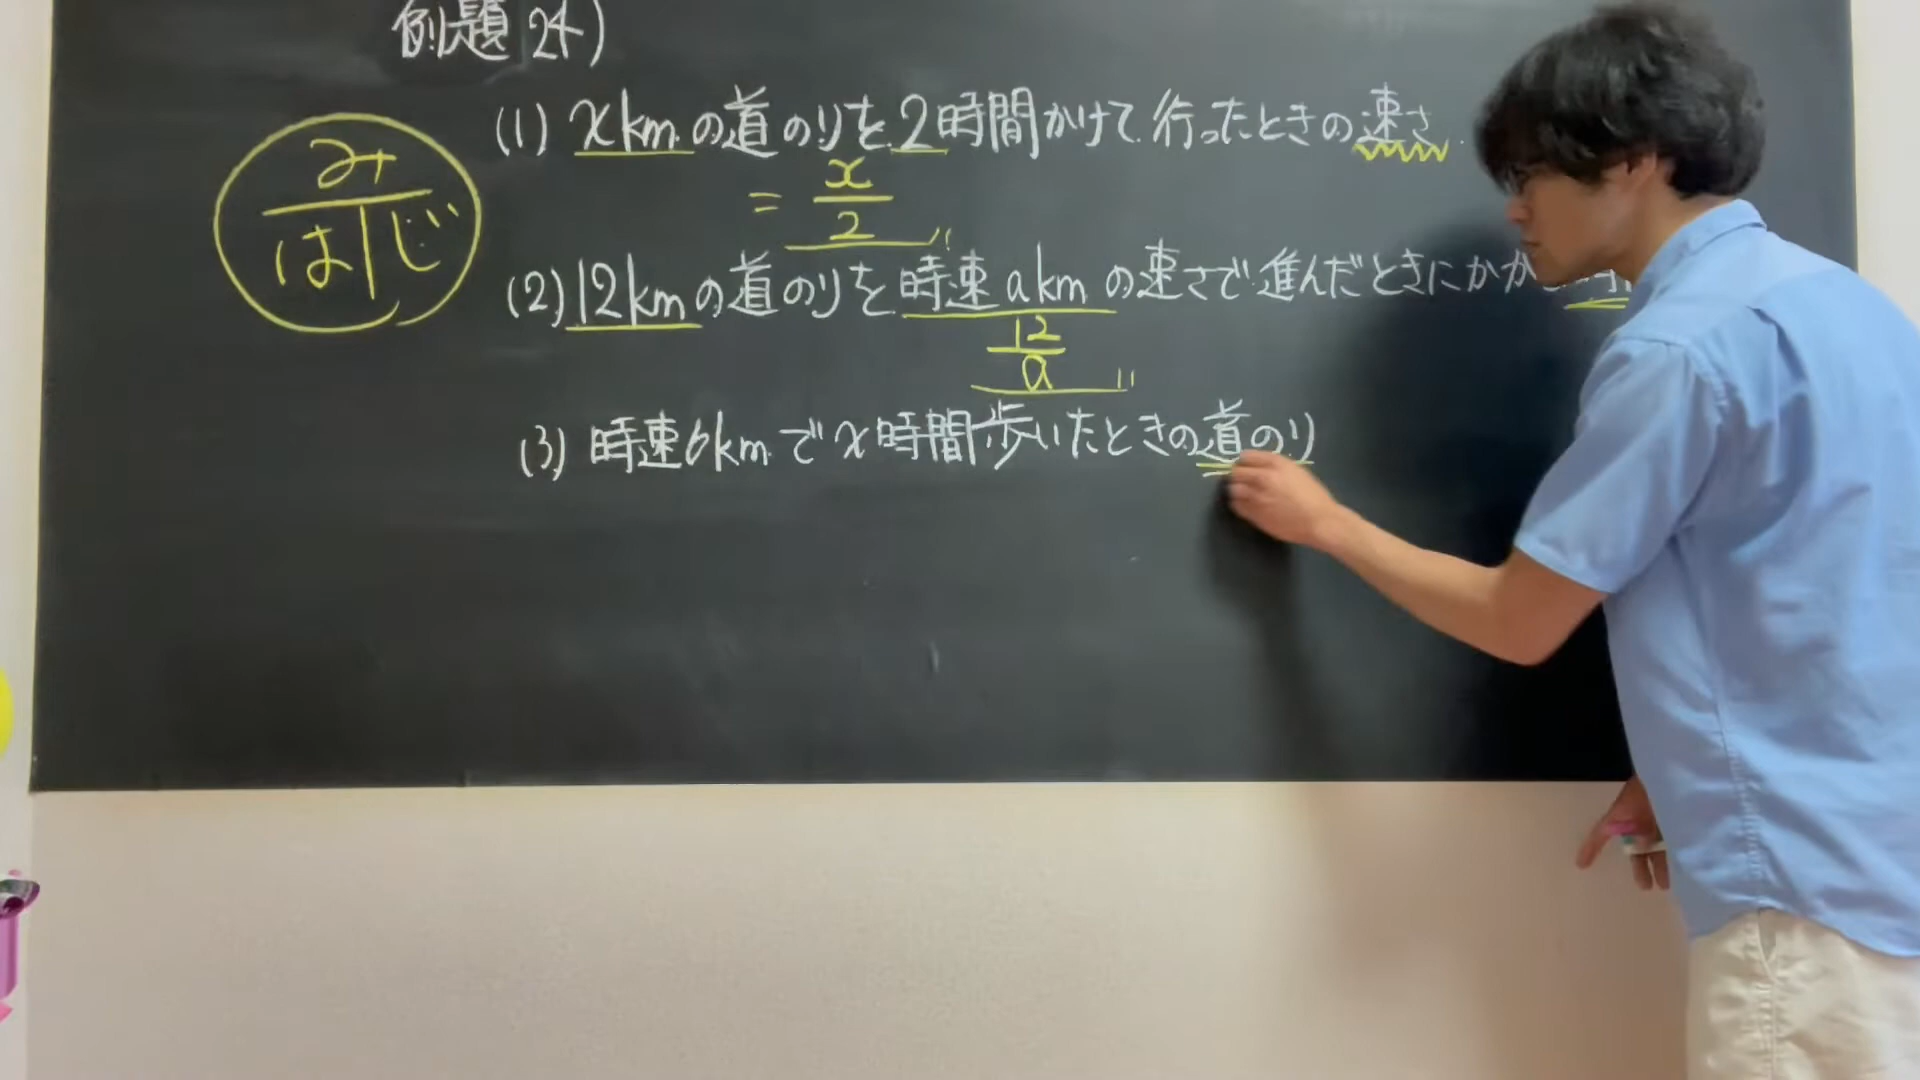 例題24)
(1) xkmの道のりを2時間かけて行ったときの速さ.
= x/2
み
は|じ
(2) 12kmの道のりを時速akmの速さで進んだときにかか
12/a
(3) 時速6kmでx時間歩いたときの道のり